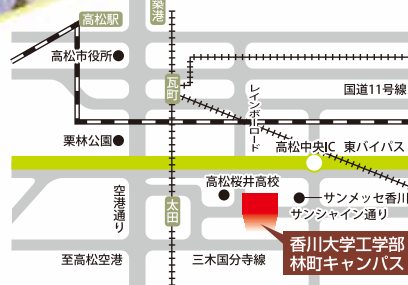 高松駅
築港
高松市役所
瓦町
国道11号線
レインボーロード
栗林公園
高松中央IC
東バイパス
高松桜井高校
空港通り
太田
サンメッセ香川
サンシャイン通り
香川大学工学部
林町キャンパス
至高松空港
三木国分寺線